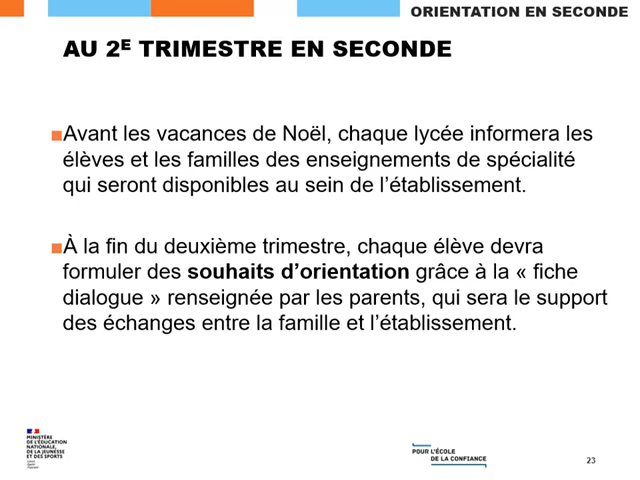 ORIENTATION EN SECONDE
AU 2E TRIMESTRE EN SECONDE
Avant les vacances de Noël, chaque lycée informera les
élèves et les familles des enseignements de spécialité
qui seront disponibles au sein de l’établissement.
À la fin du deuxième trimestre, chaque élève devra
formuler des souhaits d’orientation grâce à la « fiche
dialogue » renseignée par les parents, qui sera le support
des échanges entre la famille et l’établissement.
MINISTÈRE
DE L’ÉDUCATION
NATIONALE,
DE LA JEUNESSE
ET DES SPORTS
POUR L’ÉCOLE
DE LA CONFIANCE
23